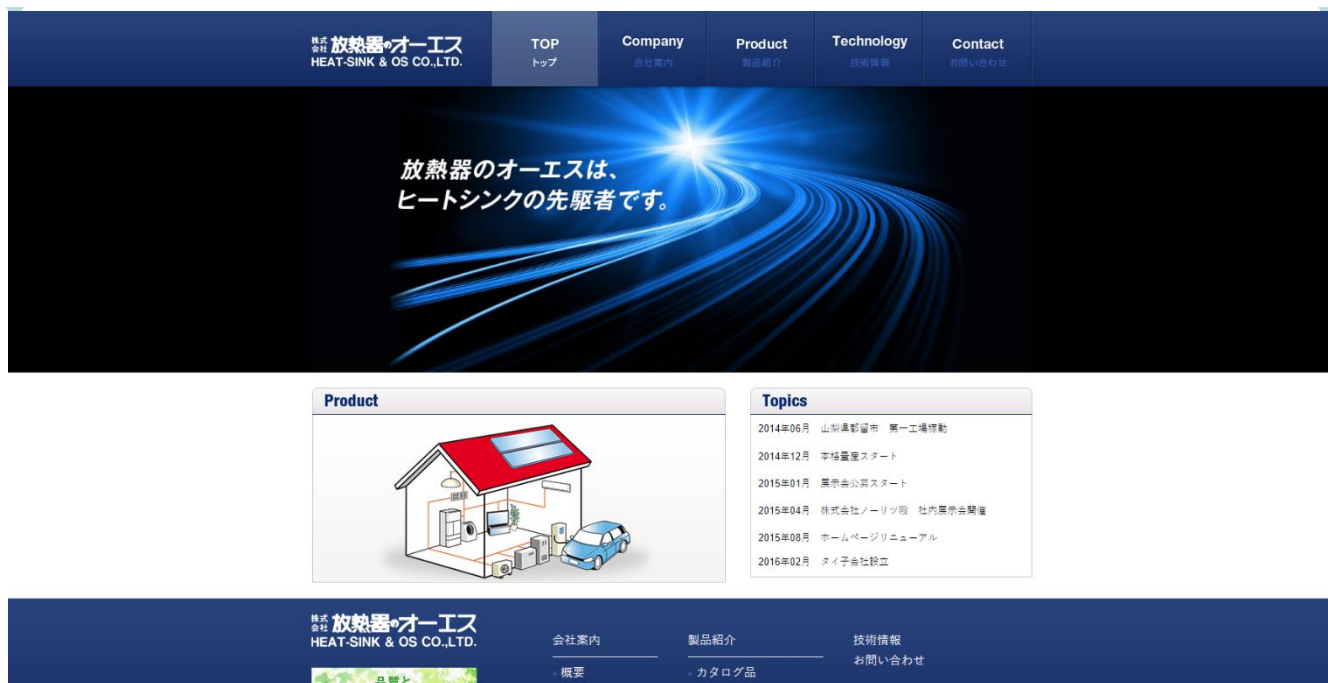 株式会社 放熱器のオーエス
HEAT-SINK & OS CO.,LTD.
TOP
トップ
Company
会社案内
Product
製品紹介
Technology
技術情報
Contact
お問い合わせ
放熱器のオーエスは、
ヒートシンクの先駆者です。
Product
Topics
2014年06月 山梨県都留市 第一工場稼動
2014年12月 本格量産スタート
2015年01月 展示会公募スタート
2015年04月 株式会社ノーリツ殿 社内展示会開催
2015年08月 ホームページリニューアル
2016年02月 タイ子会社設立
株式会社 放熱器のオーエス
HEAT-SINK & OS CO.,LTD.
会社案内
製品紹介
技術情報
お問い合わせ
概要
カタログ品
品質と